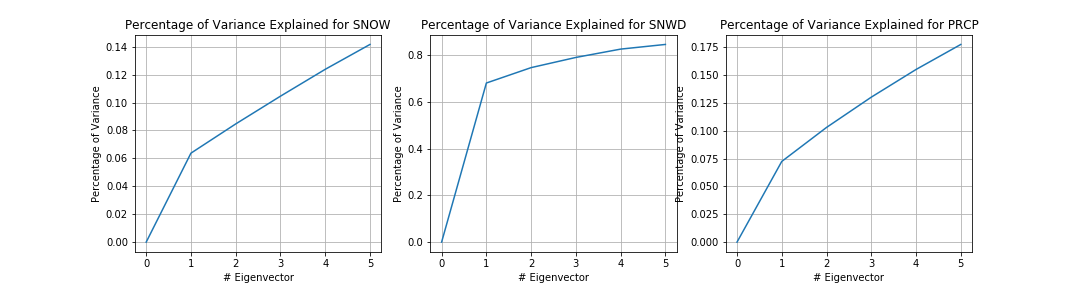 Percentage of Variance Explained for SNOW
Percentage of Variance
0.14
0.12
0.10
0.08
0.06
0.04
0.02
0.00
0 1 2 3 4 5
# Eigenvector
Percentage of Variance Explained for SNWD
Percentage of Variance
0.8
0.6
0.4
0.2
0.0
0 1 2 3 4 5
# Eigenvector
Percentage of Variance Explained for PRCP
Percentage of Variance
0.175
0.150
0.125
0.100
0.075
0.050
0.025
0.000
0 1 2 3 4 5
# Eigenvector